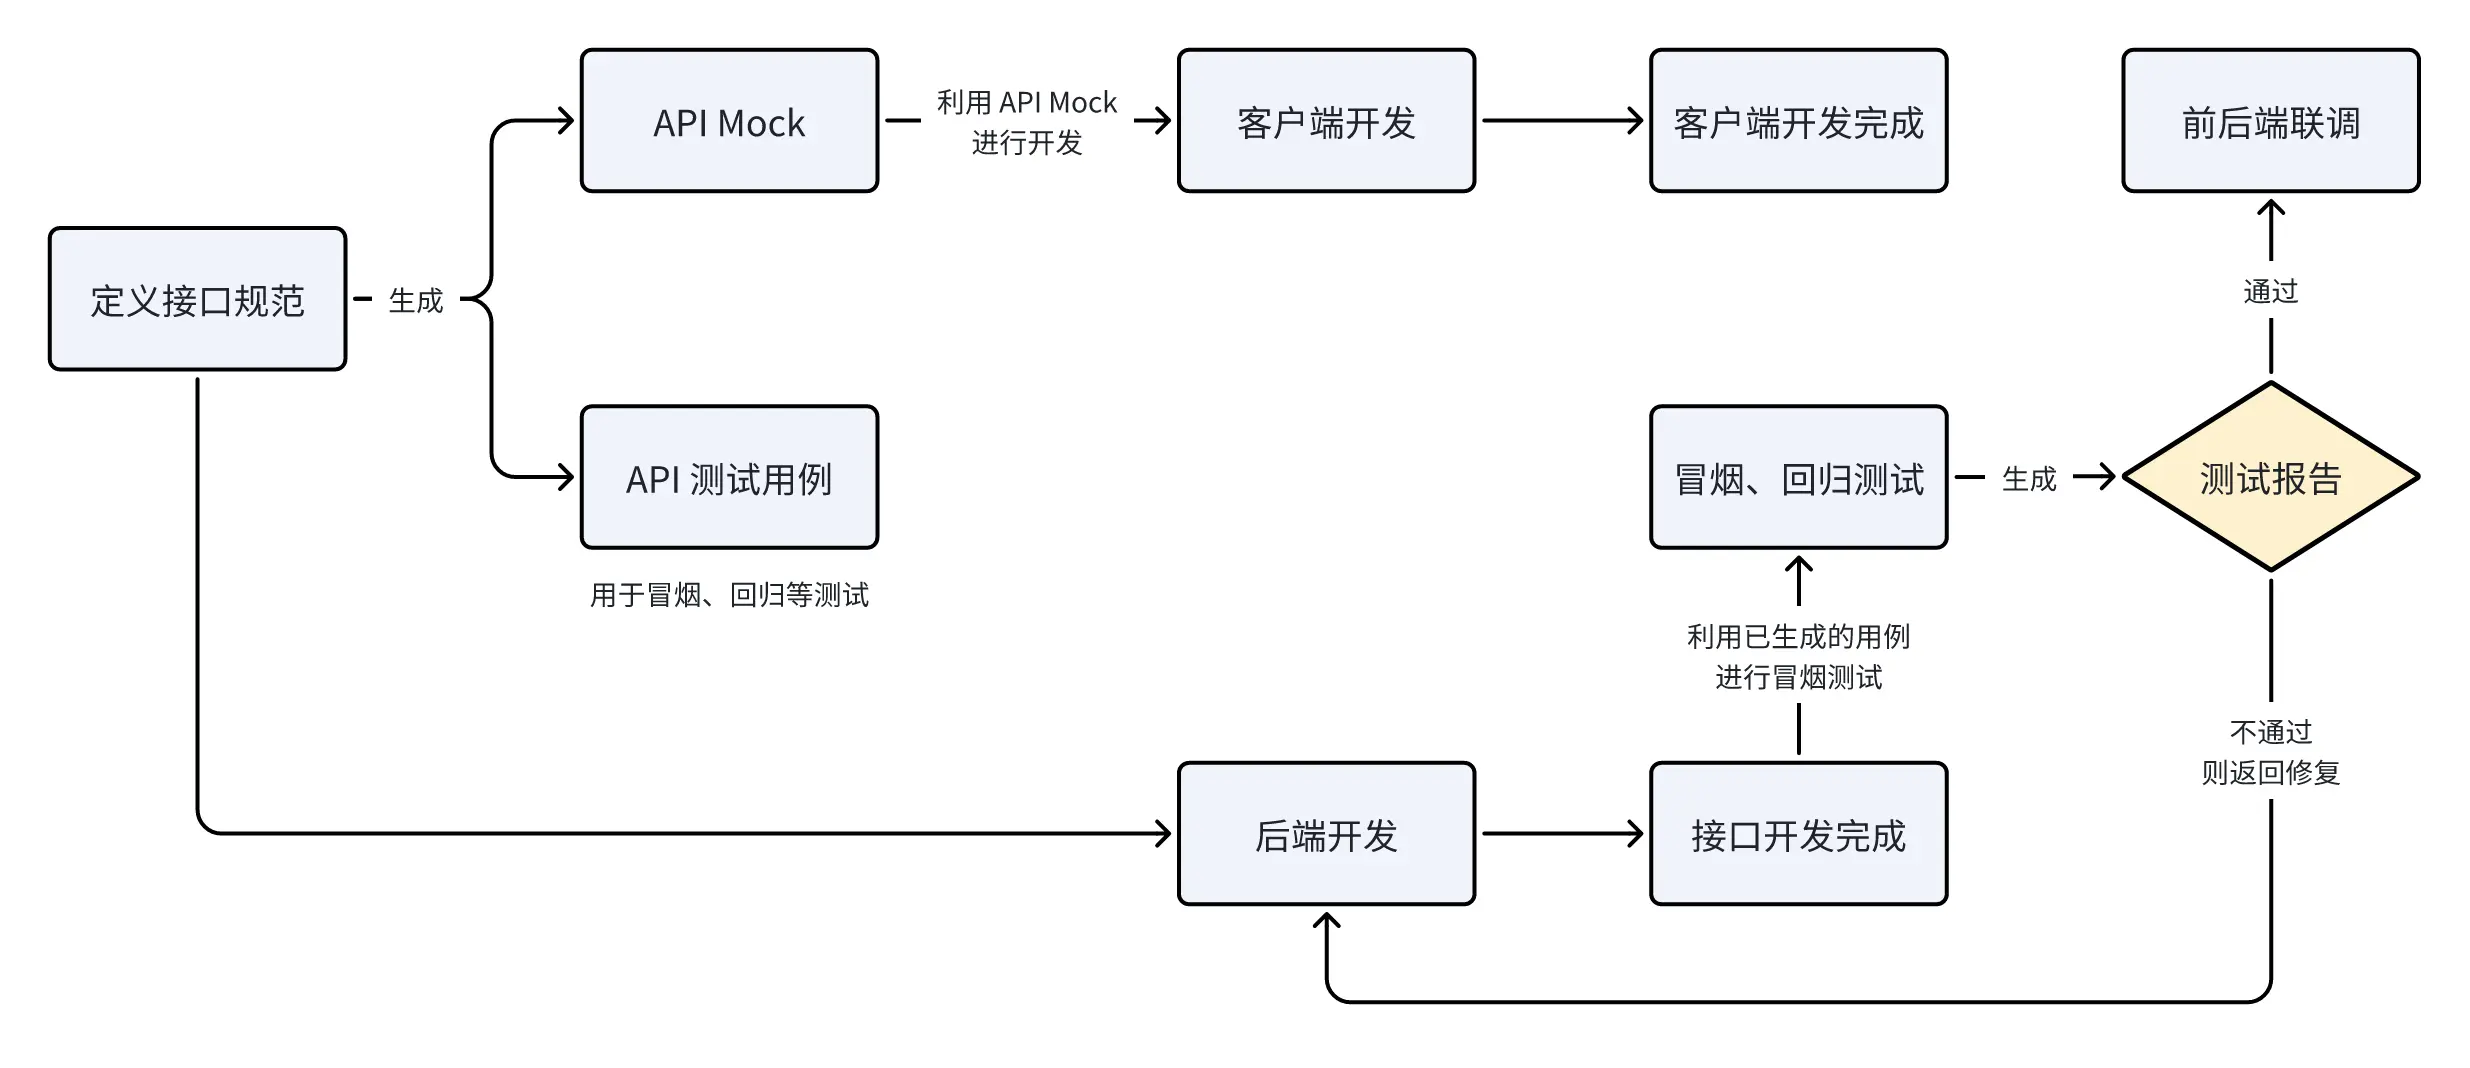 API Mock
利用 API Mock
进行开发
客户端开发
客户端开发完成
前后端联调
定义接口规范
生成
通过
API 测试用例
用于冒烟、回归等测试
冒烟、回归测试
生成
测试报告
利用已生成的用例
进行冒烟测试
不通过
则返回修复
后端开发
接口开发完成